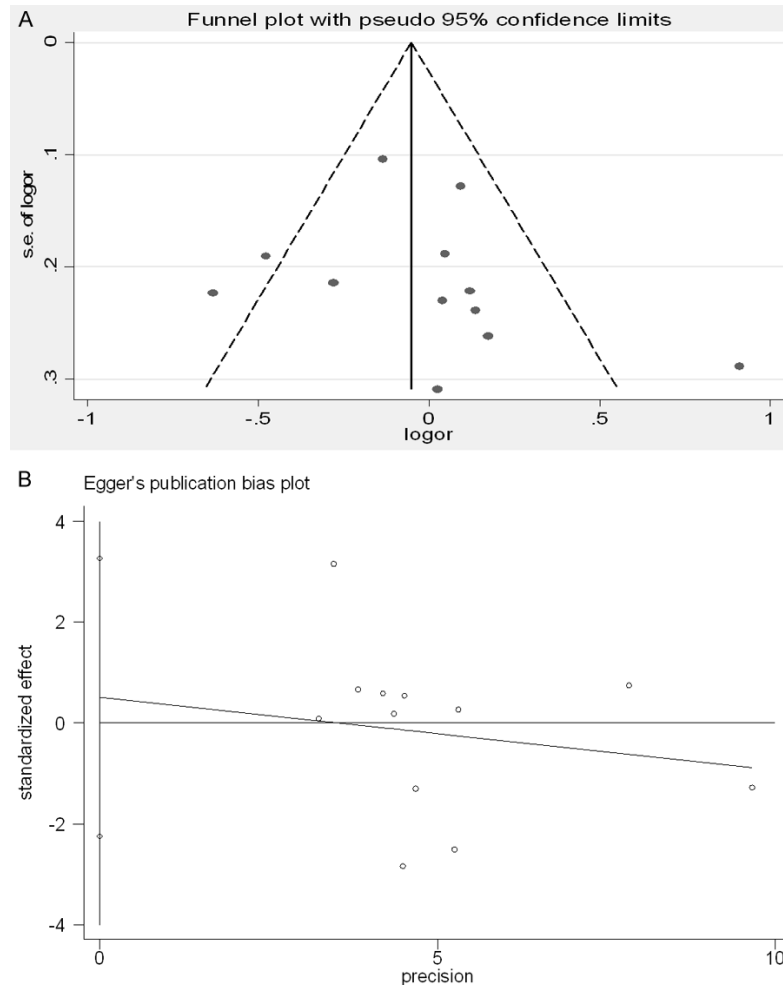 A
Funnel plot with pseudo 95% confidence limits
0
.1
.2
.3
s.e. of logor
-1
-.5
0
.5
1
logor
B
Egger's publication bias plot
4
2
0
-2
-4
standardized effect
0
5
10
precision